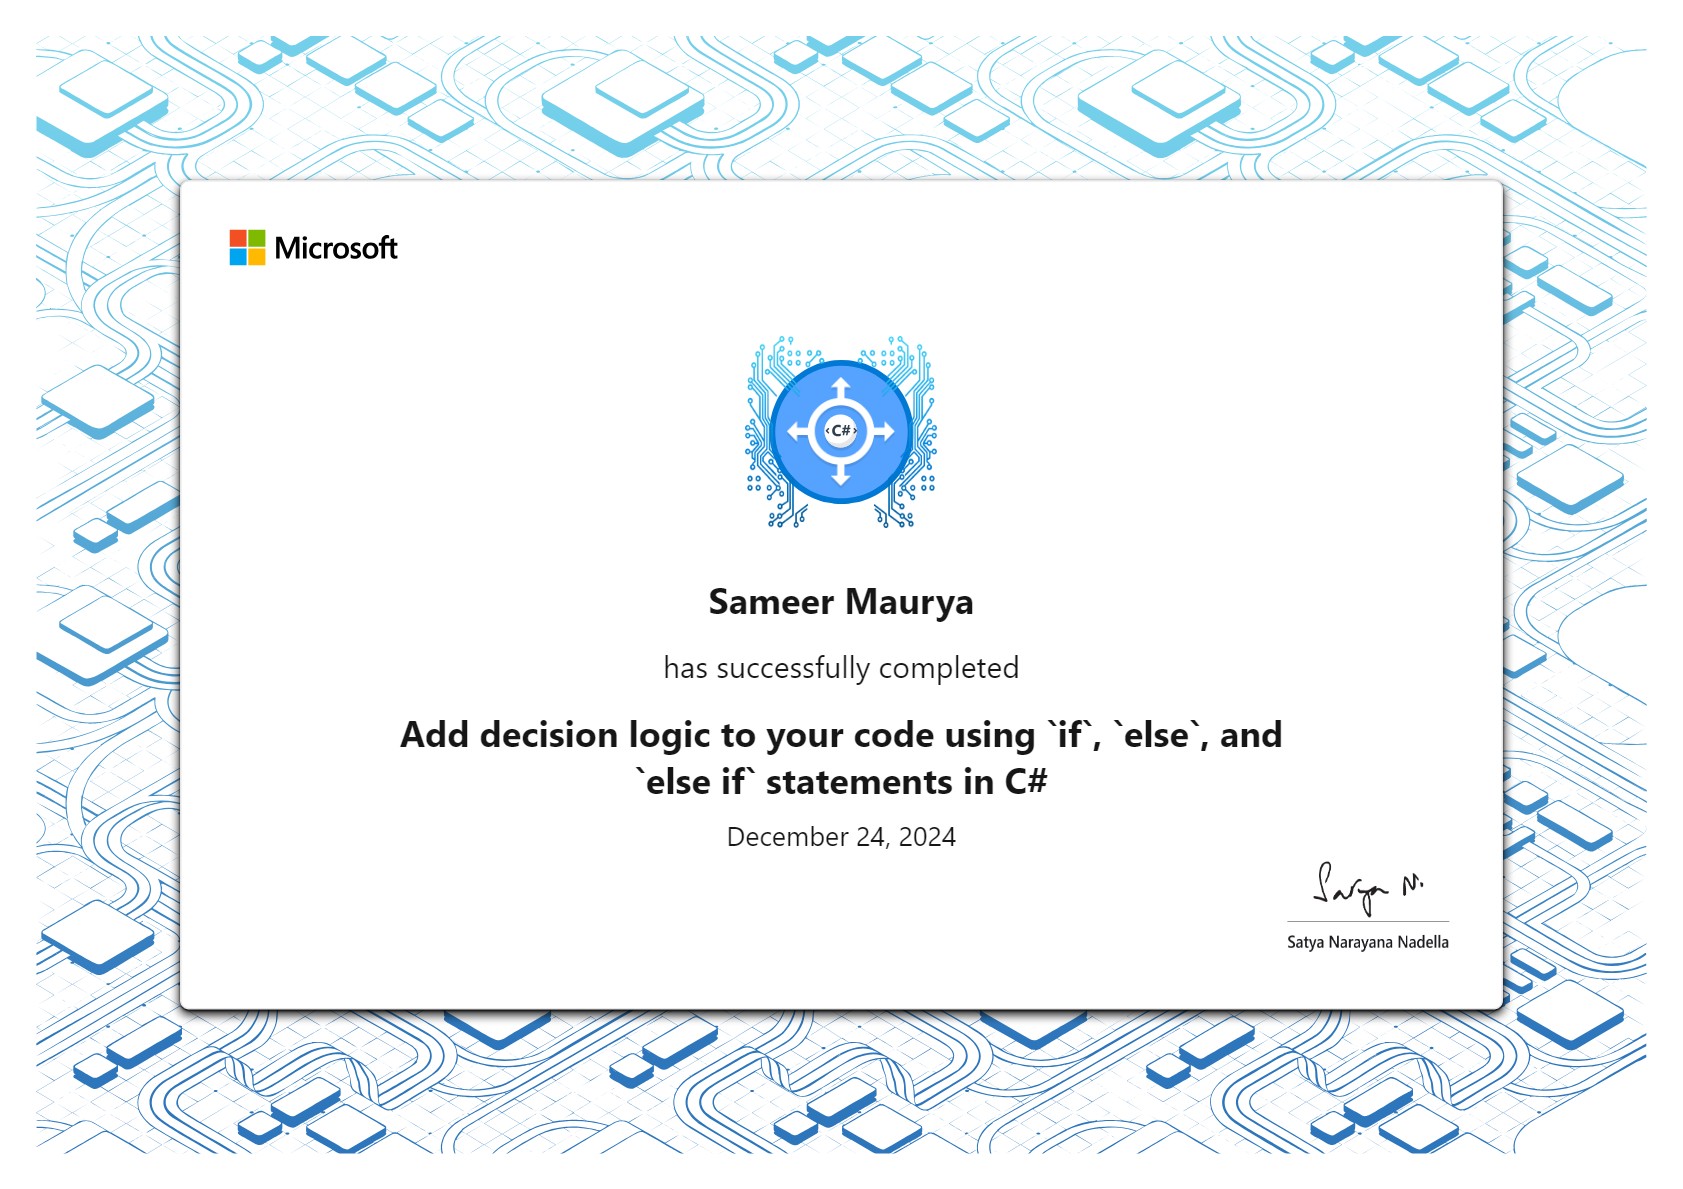 Microsoft
‹C#›
Sameer Maurya
has successfully completed
Add decision logic to your code using `if`, `else`, and
`else if` statements in C#
December 24, 2024
Satya N.
Satya Narayana Nadella